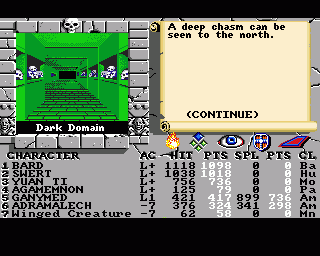 A deep chasm can be
seen to the north.
(CONTINUE)
Dark Domain
CHARACTER AC HIT PTS SPL PTS CL
1 BARD L+ 1118 1098 0 0 Ba
2 SWERT L+ 1038 1018 0 0 Hu
3 YUAN TI L+ 756 736 0 0 Mo
4 AGAMEMNON L+ 125 79 0 0 Pa
5 GANYMED L1 421 417 899 736 Am
6 ADRAMALECH -7 376 324 341 298 Am
7 Winged Creature -7 62 58 0 0 Mn